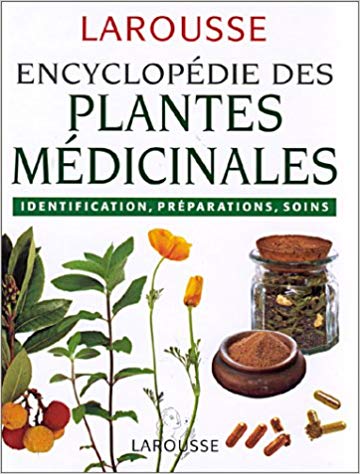 LAROUSSE
ENCYCLOPÉDIE DES
PLANTES
MÉDICINALES
IDENTIFICATION, PRÉPARATIONS, SOINS
LAROUSSE